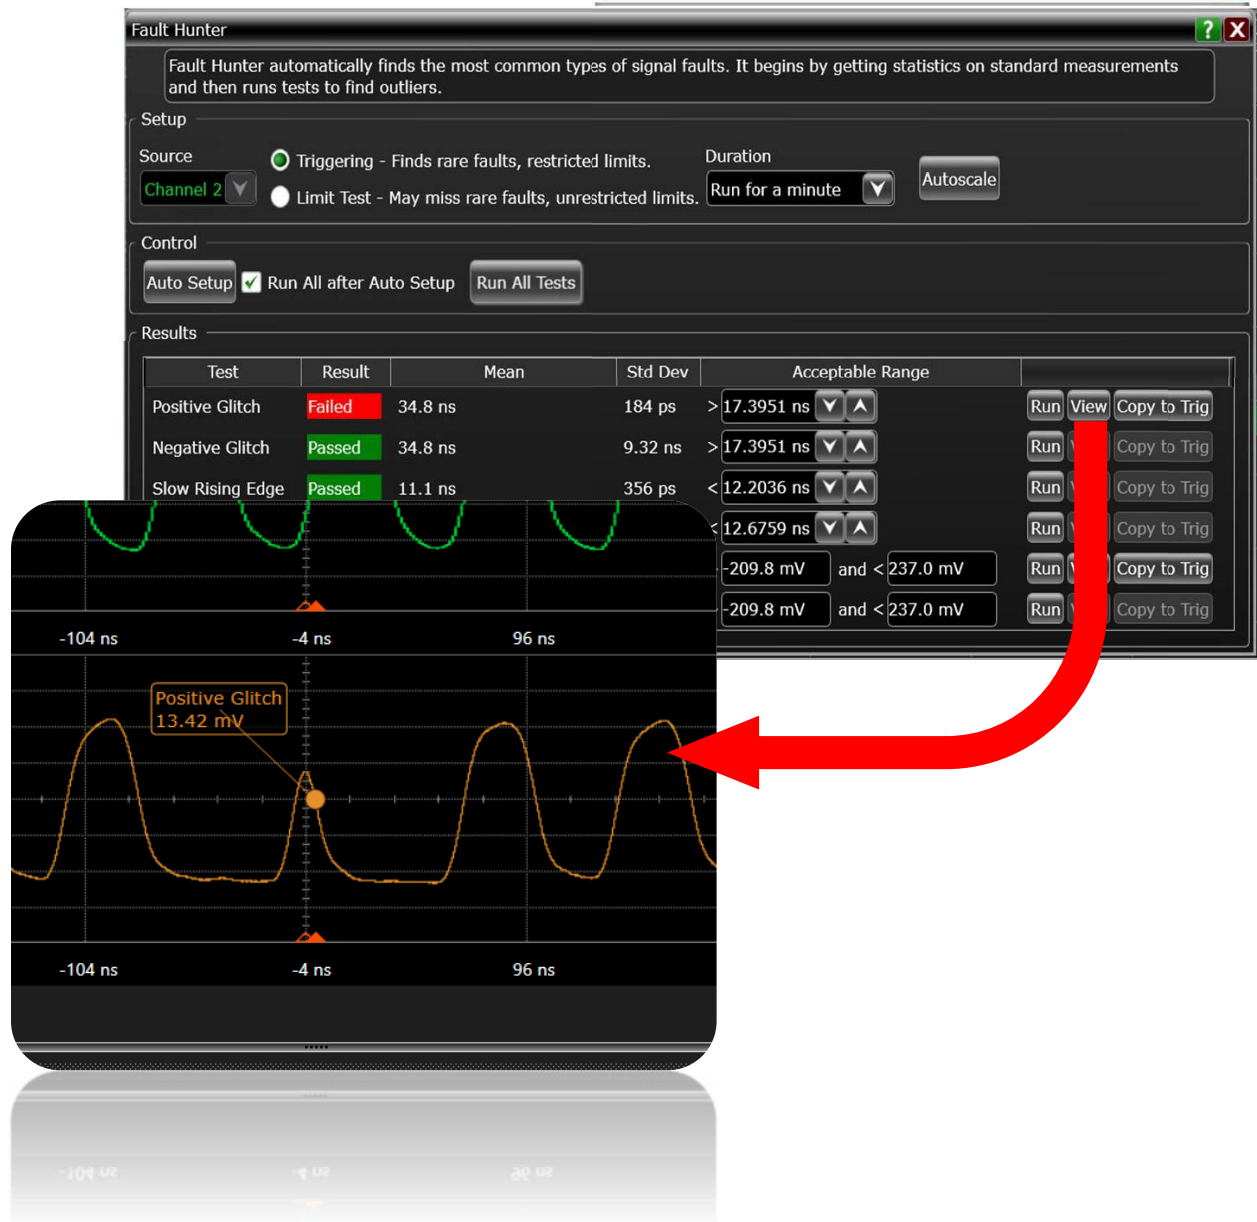 Fault Hunter
? X
Fault Hunter automatically finds the most common types of signal faults. It begins by getting statistics on standard measurements
and then runs tests to find outliers.
Setup
Source
Channel 2
Triggering - Finds rare faults, restricted limits.
Limit Test - May miss rare faults, unrestricted limits.
Duration
Run for a minute
Autoscale
Control
Auto Setup Run All after Auto Setup Run All Tests
Results
Test Result Mean Std Dev Acceptable Range
Positive Glitch Failed 34.8 ns 184 ps > 17.3951 ns Run View Copy to Trig
Negative Glitch Passed 34.8 ns 9.32 ns > 17.3951 ns Run Copy to Trig
Slow Rising Edge Passed 11.1 ns 356 ps < 12.2036 ns Run Copy to Trig
< 12.6759 ns Run Copy to Trig
-209.8 mV and < 237.0 mV Run Copy to Trig
-209.8 mV and < 237.0 mV Run Copy to Trig
-104 ns -4 ns 96 ns
Positive Glitch
13.42 mV
-104 ns -4 ns 96 ns